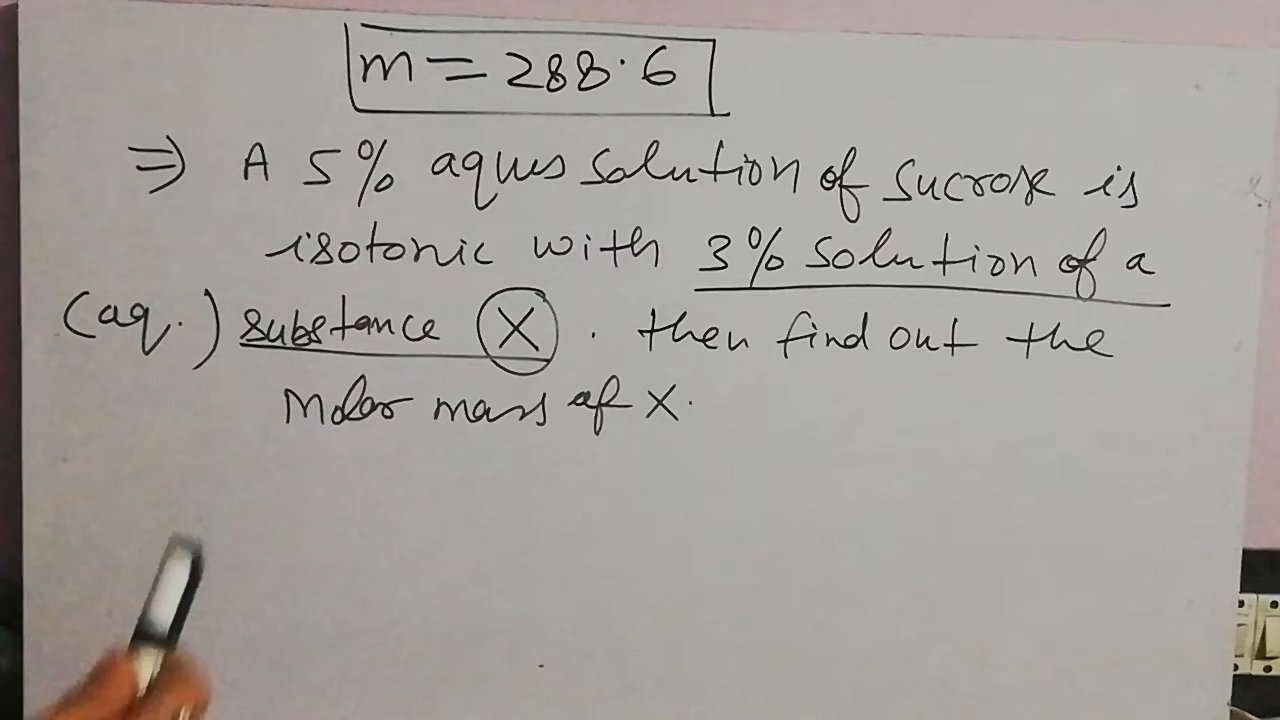 m = 288.6
⇒ A 5% aques solution of sucrose is
isotonic with 3% solution of a
(aq.) substance X . then find out the
Molar mass of X.